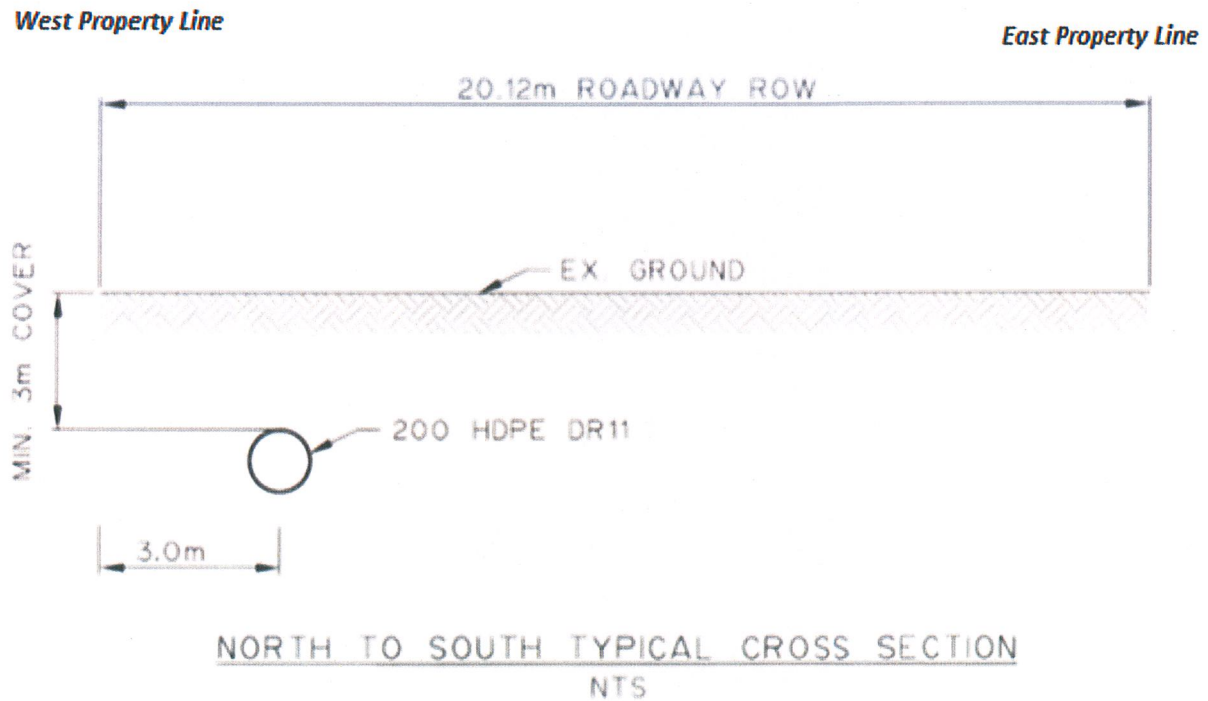 West Property Line
East Property Line
20.12m ROADWAY ROW
EX. GROUND
MIN. 3m COVER
200 HDPE DR11
3.0m
NORTH TO SOUTH TYPICAL CROSS SECTION
NTS